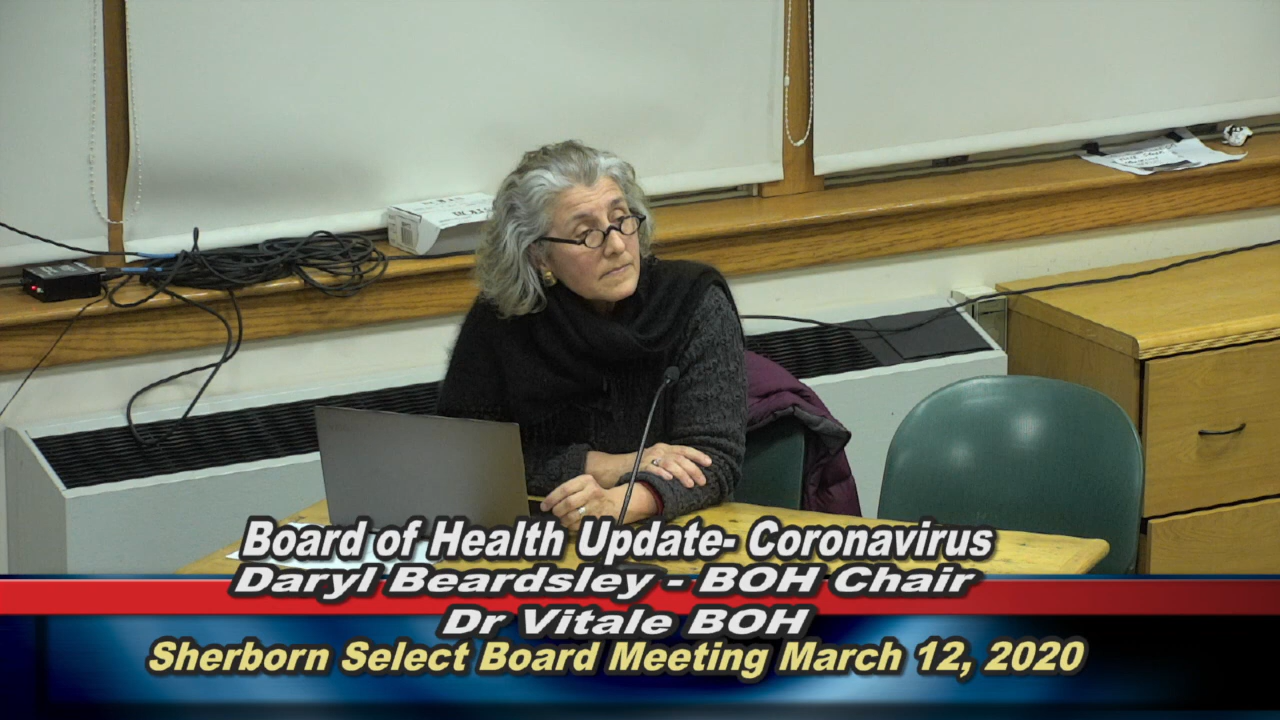 Board of Health Update- Coronavirus
Daryl Beardsley - BOH Chair
Dr Vitale BOH
Sherborn Select Board Meeting March 12, 2020